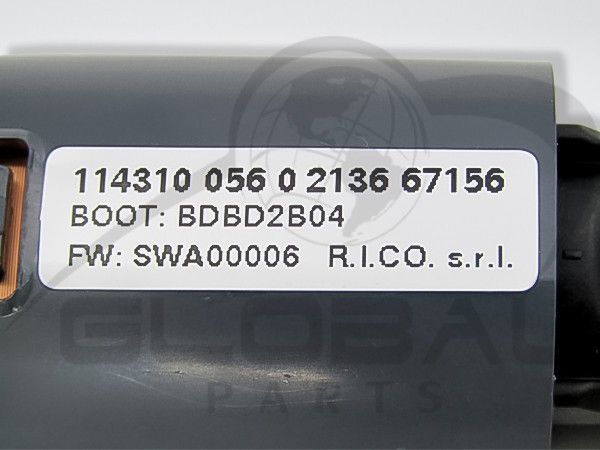 114310 056 0 2136 67156
BOOT: BDBD2B04
FW: SWA00006 R.I.CO. s.r.l.
GLOBAL
PARTS